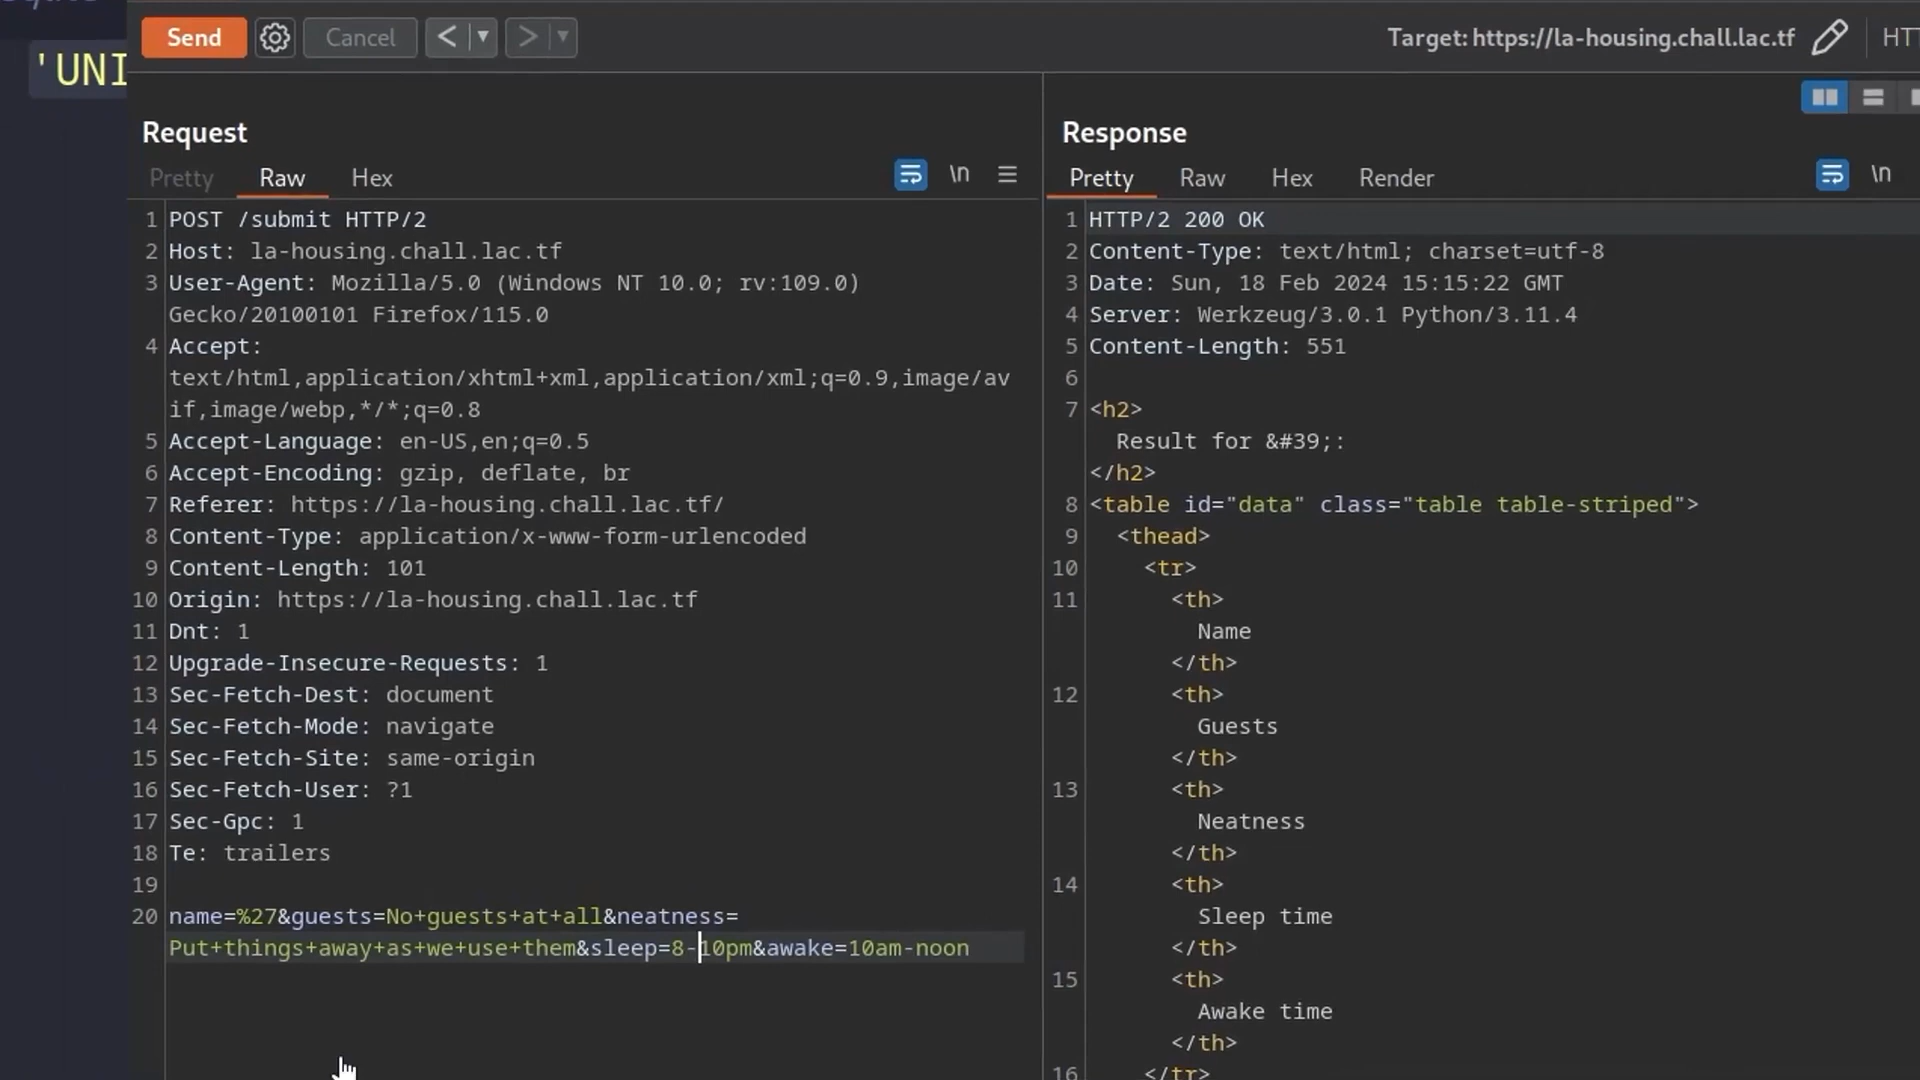 'UNI
Send
Cancel
<
>
Target: https://la-housing.chall.lac.tf
Request
Pretty
Raw
Hex
\n
1 POST /submit HTTP/2
2 Host: la-housing.chall.lac.tf
3 User-Agent: Mozilla/5.0 (Windows NT 10.0; rv:109.0)
Gecko/20100101 Firefox/115.0
4 Accept:
text/html,application/xhtml+xml,application/xml;q=0.9,image/av
if,image/webp,*/*;q=0.8
5 Accept-Language: en-US,en;q=0.5
6 Accept-Encoding: gzip, deflate, br
7 Referer: https://la-housing.chall.lac.tf/
8 Content-Type: application/x-www-form-urlencoded
9 Content-Length: 101
10 Origin: https://la-housing.chall.lac.tf
11 Dnt: 1
12 Upgrade-Insecure-Requests: 1
13 Sec-Fetch-Dest: document
14 Sec-Fetch-Mode: navigate
15 Sec-Fetch-Site: same-origin
16 Sec-Fetch-User: ?1
17 Sec-Gpc: 1
18 Te: trailers
19
20 name=%27&guests=No+guests+at+all&neatness=
Put+things+away+as+we+use+them&sleep=8-10pm&awake=10am-noon
Response
Pretty
Raw
Hex
Render
\n
1 HTTP/2 200 OK
2 Content-Type: text/html; charset=utf-8
3 Date: Sun, 18 Feb 2024 15:15:22 GMT
4 Server: Werkzeug/3.0.1 Python/3.11.4
5 Content-Length: 551
6
7 <h2>
Result for &#39;:
</h2>
8 <table id="data" class="table table-striped">
9 <thead>
10 <tr>
11 <th>
Name
</th>
12 <th>
Guests
</th>
13 <th>
Neatness
</th>
14 <th>
Sleep time
</th>
15 <th>
Awake time
</th>
16 </tr>